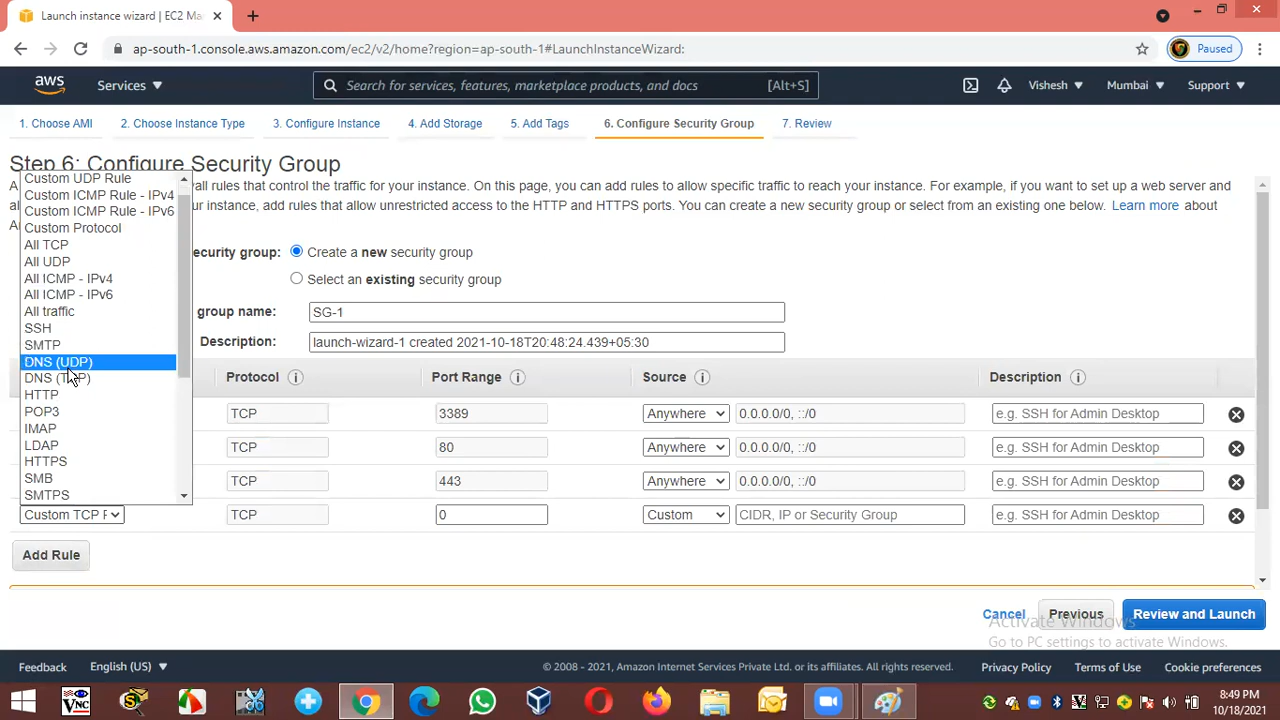 Launch instance wizard | EC2 Ma
ap-south-1.console.aws.amazon.com/ec2/v2/home?region=ap-south-1#LaunchInstanceWizard:
Paused
aws
Services
Search for services, features, marketplace products, and docs
[Alt+S]
Vishesh
Mumbai
Support
1. Choose AMI
2. Choose Instance Type
3. Configure Instance
4. Add Storage
5. Add Tags
6. Configure Security Group
7. Review
Step 6: Configure Security Group
A
all rules that control the traffic for your instance. On this page, you can add rules to allow specific traffic to reach your instance. For example, if you want to set up a web server and
al
our instance, add rules that allow unrestricted access to the HTTP and HTTPS ports. You can create a new security group or select from an existing one below. Learn more about
A
Custom UDP Rule
Custom ICMP Rule - IPv4
Custom ICMP Rule - IPv6
Custom Protocol
All TCP
All UDP
All ICMP - IPv4
All ICMP - IPv6
All traffic
SSH
SMTP
DNS (UDP)
DNS (TCP)
HTTP
POP3
IMAP
LDAP
HTTPS
SMB
SMTPS
ecurity group:
Create a new security group
Select an existing security group
group name:
SG-1
Description:
launch-wizard-1 created 2021-10-18T20:48:24.439+05:30
Protocol
Port Range
Source
Description
TCP
3389
Anywhere
0.0.0.0/0, ::/0
e.g. SSH for Admin Desktop
TCP
80
Anywhere
0.0.0.0/0, ::/0
e.g. SSH for Admin Desktop
TCP
443
Anywhere
0.0.0.0/0, ::/0
e.g. SSH for Admin Desktop
Custom TCP F
TCP
0
Custom
CIDR, IP or Security Group
e.g. SSH for Admin Desktop
Add Rule
Cancel
Previous
Review and Launch
Activate Windows
Go to PC settings to activate Windows.
Feedback
English (US)
© 2008 - 2021, Amazon Internet Services Private Ltd. or its affiliates. All rights reserved.
Privacy Policy
Terms of Use
Cookie preferences
VNC
8:49 PM
10/18/2021